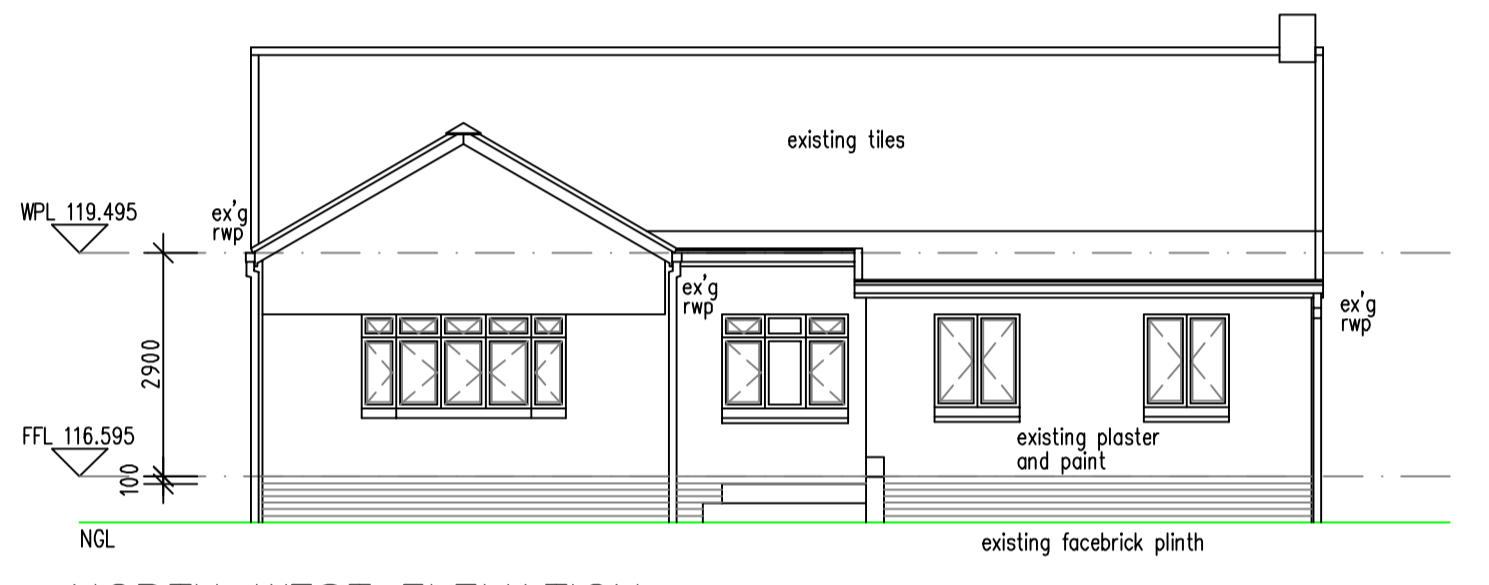 existing tiles
WPL 119.495
ex'g
rwp
ex'g
rwp
ex'g
rwp
2900
FFL 116.595
100
existing plaster
and paint
NGL
existing facebrick plinth